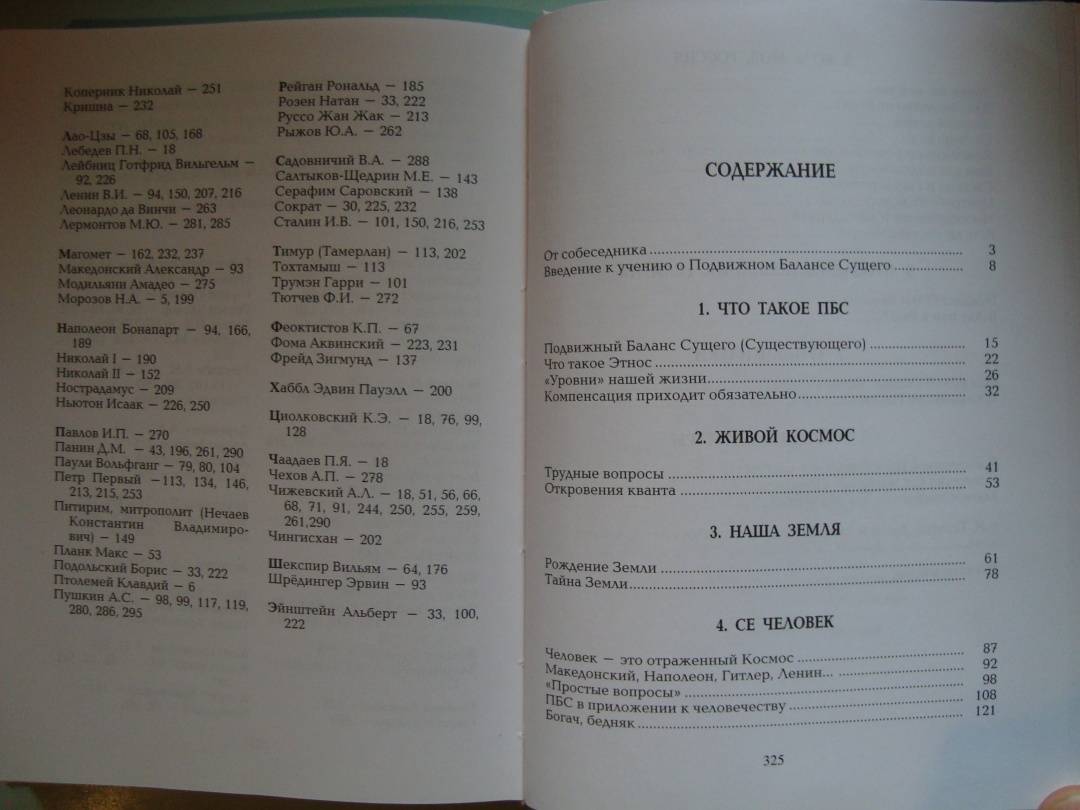 Коперник Николай – 251
Кришна – 232
Лао-Цзы – 68, 105, 168
Лебедев П.Н. – 18
Лейбниц Готфрид Вильгельм –
92, 226
Ленин В.И. – 94, 150, 207, 216
Леонардо да Винчи – 263
Лермонтов М.Ю. – 281, 285
Магомет – 162, 232, 237
Македонский Александр – 93
Модильяни Амадео – 275
Морозов Н.А. – 5, 199
Наполеон Бонапарт – 94, 166,
189
Николай I – 190
Николай II – 152
Нострадамус – 209
Ньютон Исаак – 226, 250
Павлов И.П. – 270
Панин Д.М. – 43, 196, 261, 290
Паули Вольфганг – 79, 80, 104
Петр Первый –113, 134, 146,
213, 215, 253
Питирим, митрополит (Нечаев
Константин Владимиро-
вич) – 149
Планк Макс – 53
Подольский Борис – 33, 222
Птолемей Клавдий – 6
Пушкин А.С. – 98, 99, 117, 119,
280, 286, 295
Рейган Рональд – 185
Розен Натан – 33, 222
Руссо Жан Жак – 213
Рыжов Ю.А. – 262
Садовничий В.А. – 288
Салтыков-Щедрин М.Е. – 143
Серафим Саровский – 138
Сократ – 30, 225, 232
Сталин И.В. – 101, 150, 216, 253
Тимур (Тамерлан) – 113, 202
Тохтамыш – 113
Трумэн Гарри – 101
Тютчев Ф.И. – 272
Феоктистов К.П. – 67
Фома Аквинский – 223, 231
Фрейд Зигмунд – 137
Хаббл Эдвин Пауэлл – 200
Циолковский К.Э. – 18, 76, 99,
128
Чаадаев П.Я. – 18
Чехов А.П. – 278
Чижевский А.Л. – 18, 51, 56, 66,
68, 71, 91, 244, 250, 255, 259,
261,290
Чингисхан – 202
Шекспир Вильям – 64, 176
Шрёдингер Эрвин – 93
Эйнштейн Альберт – 33, 100,
222
СОДЕРЖАНИЕ
От собеседника ........ 3
Введение к учению о Подвижном Балансе Сущего ........ 8
1. ЧТО ТАКОЕ ПБС
Подвижный Баланс Сущего (Существующего) ........ 15
Что такое Этнос ........ 22
«Уровни» нашей жизни ........ 26
Компенсация приходит обязательно ........ 32
2. ЖИВОЙ КОСМОС
Трудные вопросы ........ 41
Откровения кванта ........ 53
3. НАША ЗЕМЛЯ
Рождение Земли ........ 61
Тайна Земли ........ 78
4. СЕ ЧЕЛОВЕК
Человек – это отраженный Космос ........ 87
Македонский, Наполеон, Гитлер, Ленин... ........ 92
«Простые вопросы» ........ 98
ПБС в приложении к человечеству ........ 108
Богач, бедняк ........ 121
325